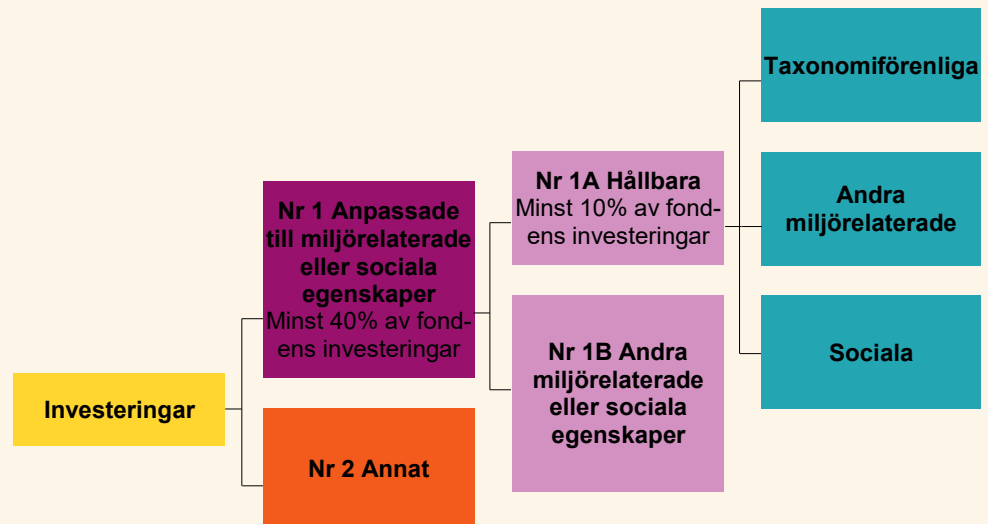 Investeringar
Nr 1 Anpassade
till miljörelaterade
eller sociala
egenskaper
Minst 40% av fond-
ens investeringar
Nr 2 Annat
Nr 1A Hållbara
Minst 10% av fond-
ens investeringar
Nr 1B Andra
miljörelaterade
eller sociala
egenskaper
Taxonomiförenliga
Andra
miljörelaterade
Sociala